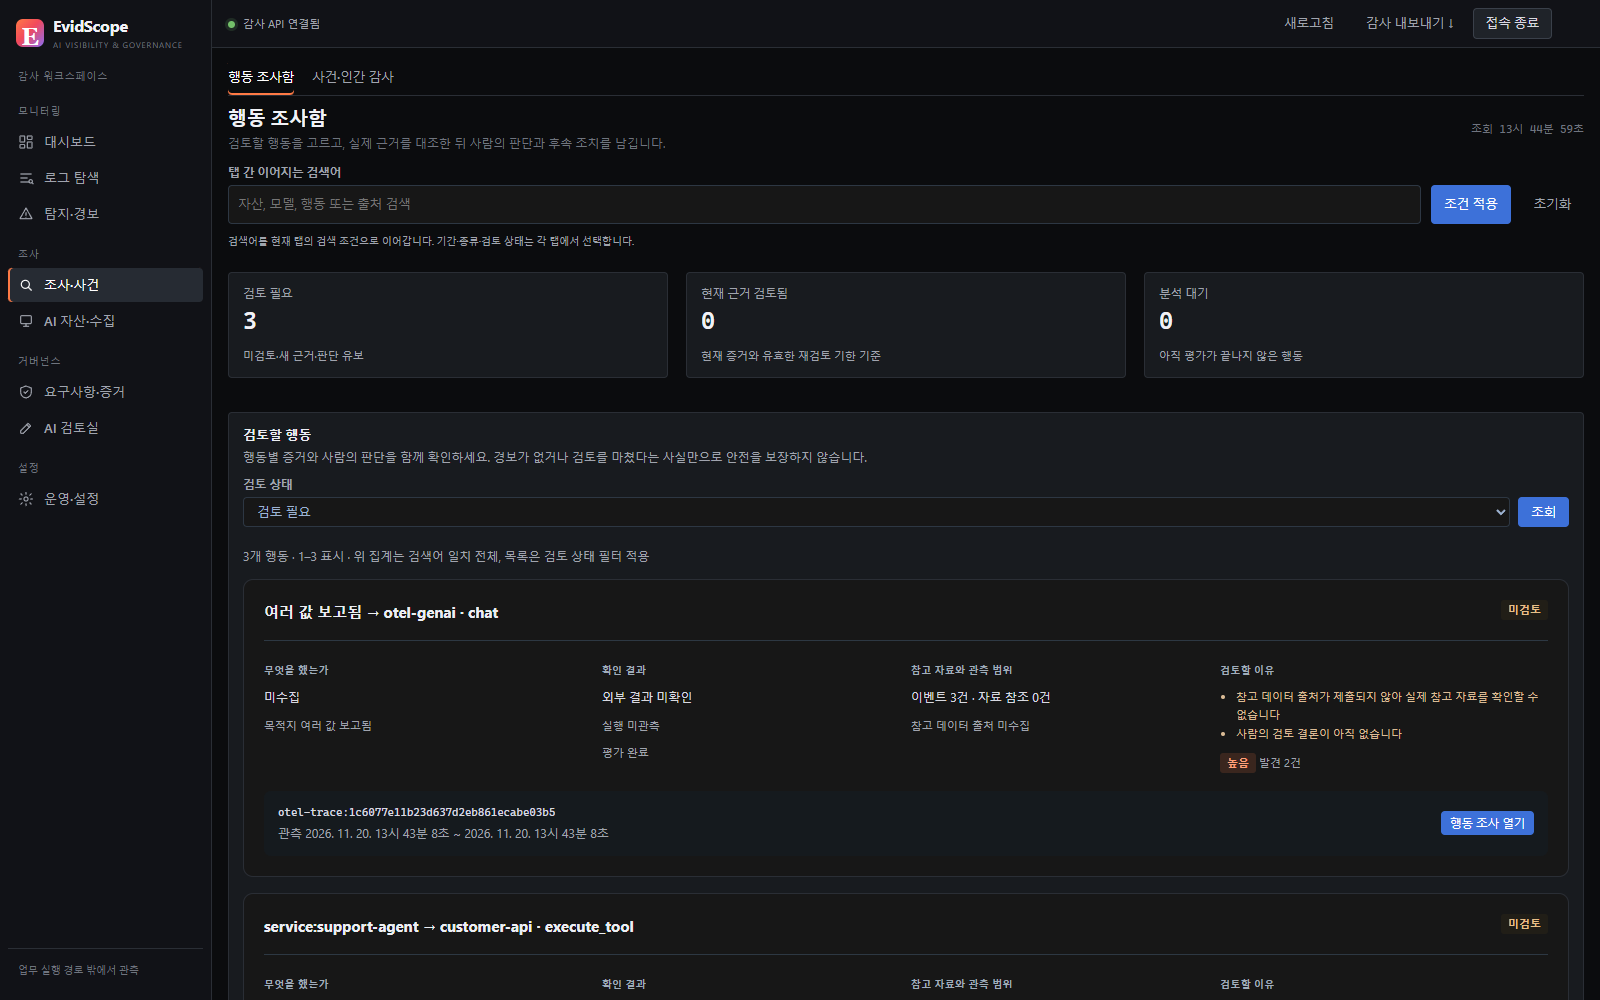 EvidScope
AI VISIBILITY & GOVERNANCE
감사 워크스페이스
모니터링
대시보드
로그 탐색
탐지·경보
조사
조사·사건
AI 자산·수집
거버넌스
요구사항·증거
AI 검토실
설정
운영·설정
업무 실행 경로 밖에서 관측
감사 API 연결됨
새로고침
감사 내보내기 ↓
접속 종료
행동 조사함
사건·인간 감사
행동 조사함
검토할 행동을 고르고, 실제 근거를 대조한 뒤 사람의 판단과 후속 조치를 남깁니다.
조회 13시 44분 59초
탭 간 이어지는 검색어
자산, 모델, 행동 또는 출처 검색
조건 적용
초기화
검색어를 현재 탭의 검색 조건으로 이어갑니다. 기간·종류·검토 상태는 각 탭에서 선택합니다.
검토 필요
3
미검토·새 근거·판단 유보
현재 근거 검토됨
0
현재 증거와 유효한 재검토 기한 기준
분석 대기
0
아직 평가가 끝나지 않은 행동
검토할 행동
행동별 증거와 사람의 판단을 함께 확인하세요. 경보가 없거나 검토를 마쳤다는 사실만으로 안전을 보장하지 않습니다.
검토 상태
검토 필요
조회
3개 행동 · 1–3 표시 · 위 집계는 검색어 일치 전체, 목록은 검토 상태 필터 적용
여러 값 보고됨 → otel-genai · chat
미검토
무엇을 했는가
미수집
목적지 여러 값 보고됨
확인 결과
외부 결과 미확인
실행 미관측
평가 완료
참고 자료와 관측 범위
이벤트 3건 · 자료 참조 0건
참고 데이터 출처 미수집
검토할 이유
참고 데이터 출처가 제출되지 않아 실제 참고 자료를 확인할 수
없습니다
사람의 검토 결론이 아직 없습니다
높음 발견 2건
otel-trace:1c6077e11b23d637d2eb861ecabe03b5
관측 2026. 11. 20. 13시 43분 8초 ~ 2026. 11. 20. 13시 43분 8초
행동 조사 열기
service:support-agent → customer-api · execute_tool
미검토
무엇을 했는가
확인 결과
참고 자료와 관측 범위
검토할 이유